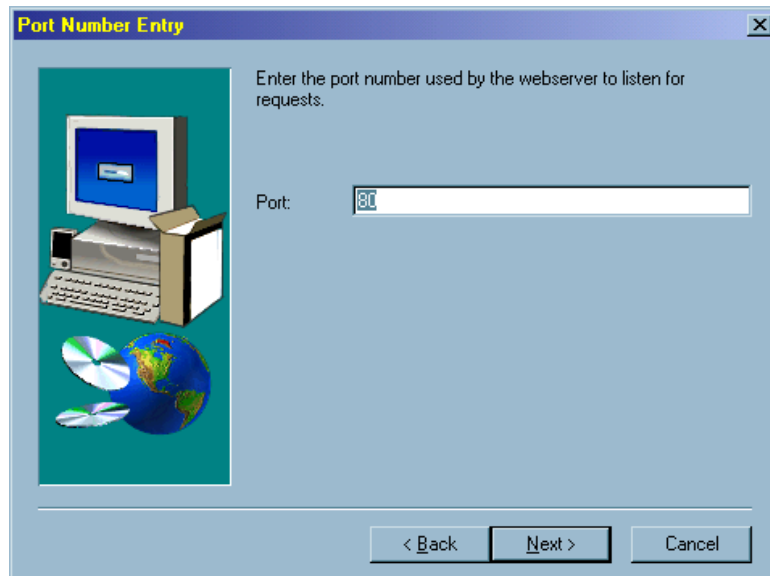 Port Number Entry
Enter the port number used by the webserver to listen for
requests.
Port: 80
< Back Next > Cancel